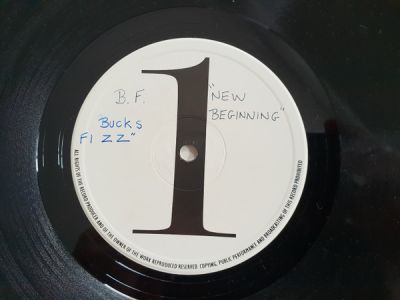 B.F.
Bucks
FIZZ"
1
"NEW
BEGINNING"
ALL RIGHTS OF THE RECORD PRODUCER AND OF THE OWNER OF THE WORK REPRODUCED RESERVED. COPYING, PUBLIC PERFORMANCE AND BROADCASTING OF THIS RECORD PROHIBITED